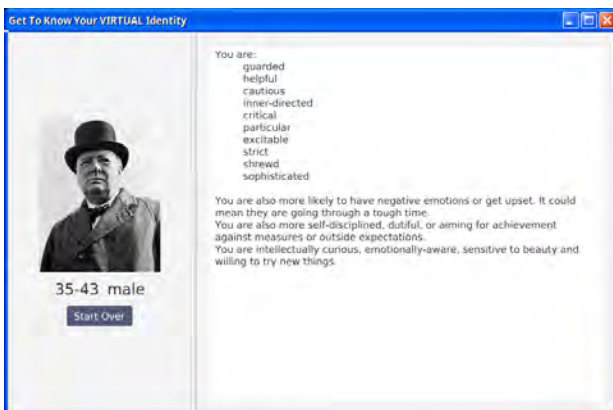 Get To Know Your VIRTUAL Identity
35-43 male
Start Over
You are:
guarded
helpful
cautious
inner-directed
critical
particular
excitable
strict
shrewd
sophisticated
You are also more likely to have negative emotions or get upset. It could
mean they are going through a tough time.
You are also more self-disciplined, dutiful, or aiming for achievement
against measures or outside expectations.
You are intellectually curious, emotionally-aware, sensitive to beauty and
willing to try new things.